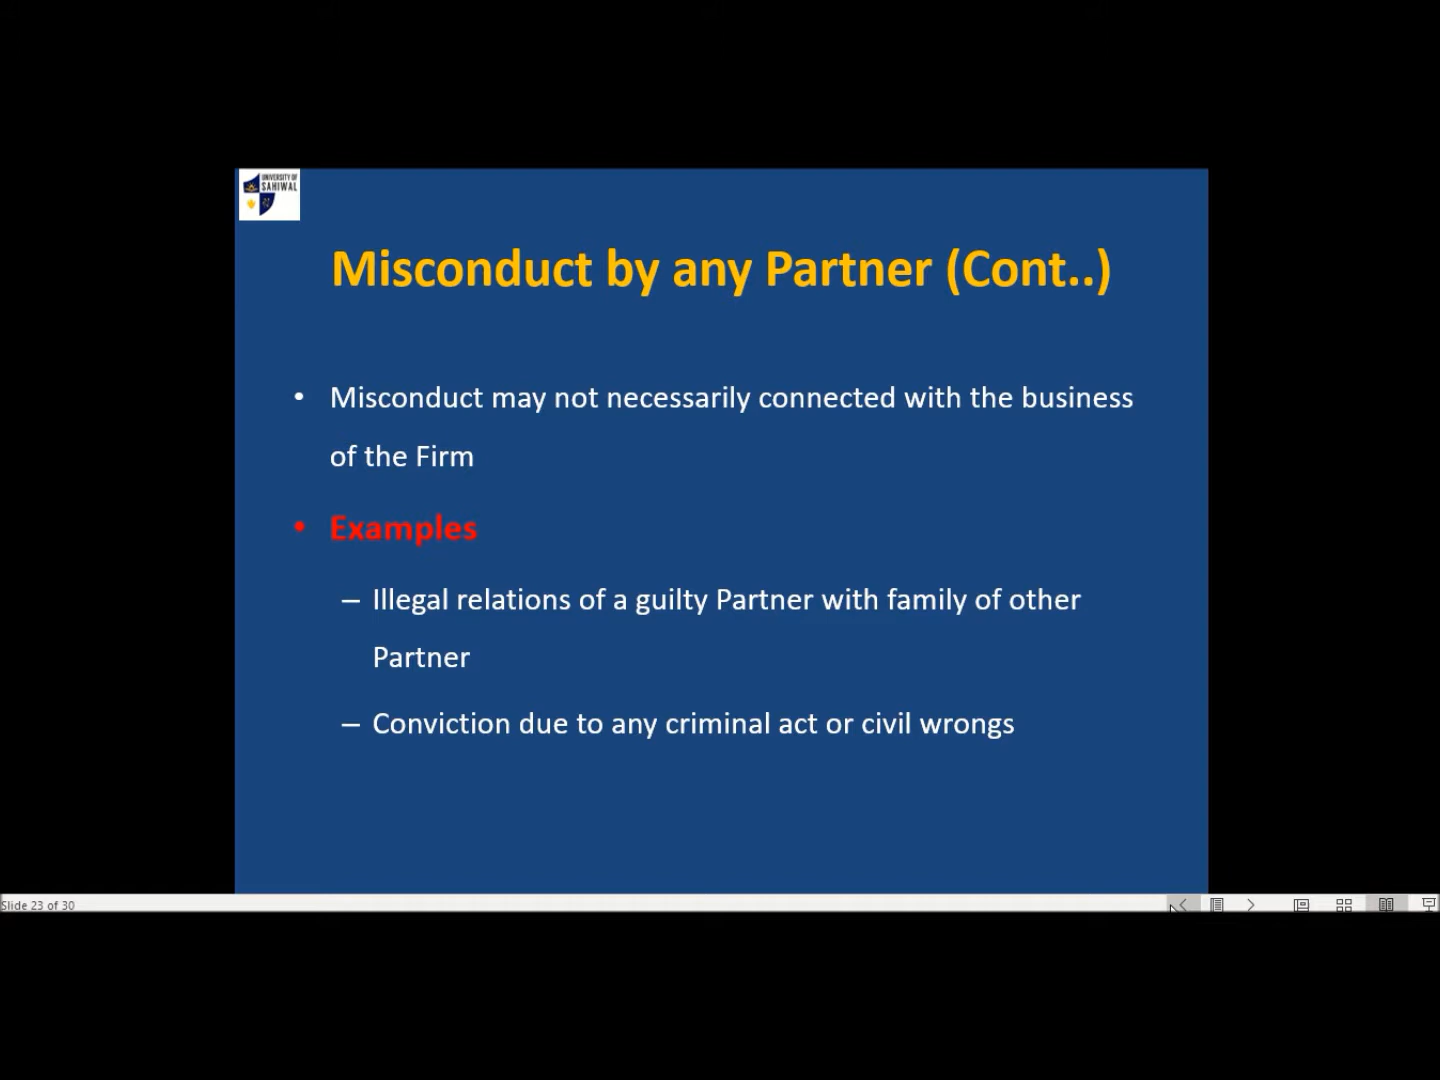 UNIVERSITY OF
SAHIWAL
Misconduct by any Partner (Cont..)
• Misconduct may not necessarily connected with the business
of the Firm
• Examples
– Illegal relations of a guilty Partner with family of other
Partner
– Conviction due to any criminal act or civil wrongs
Slide 23 of 30